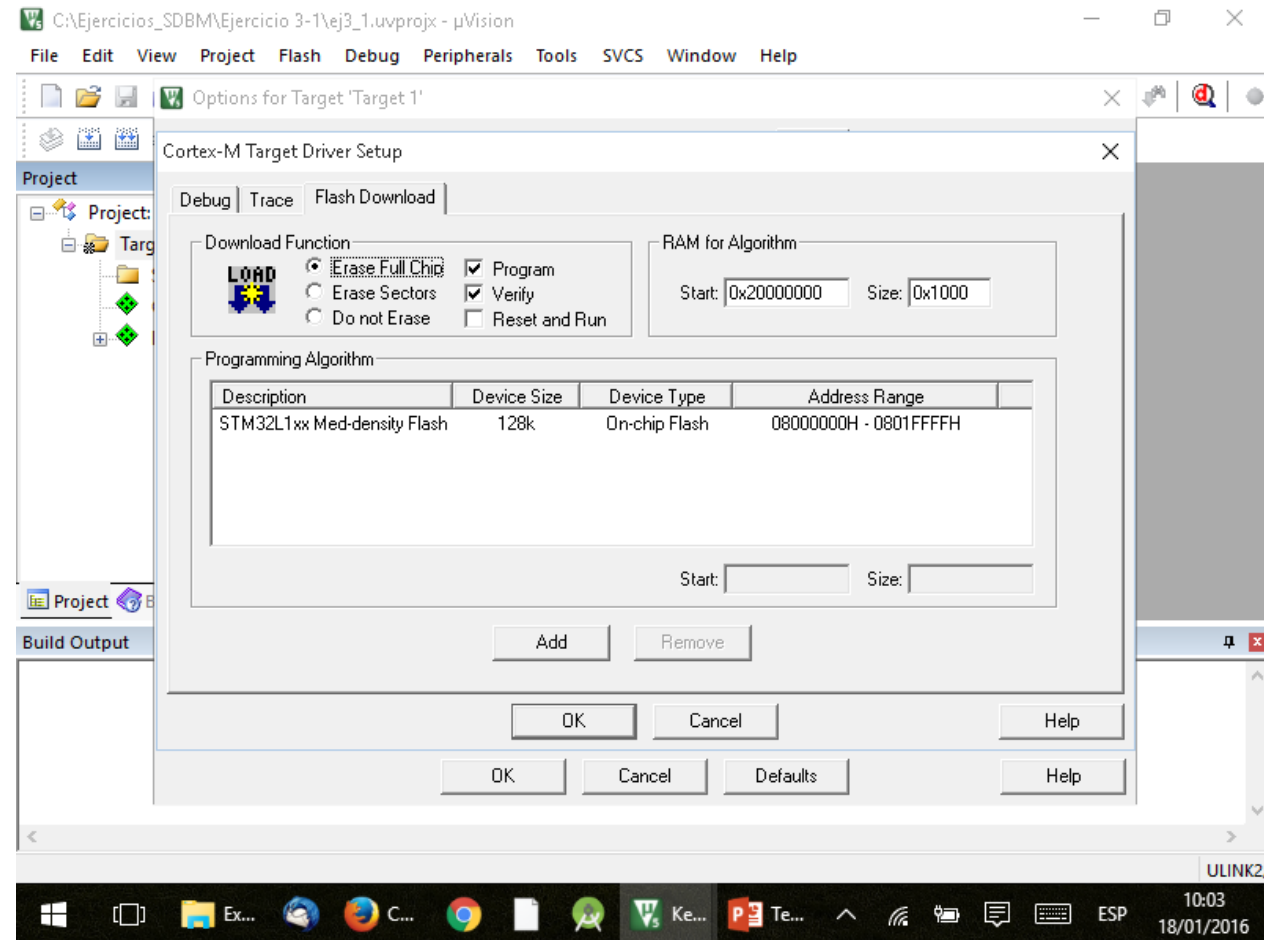 C:\Ejercicios_SDBM\Ejercicio 3-1\ej3_1.uvprojx - µVision
File Edit View Project Flash Debug Peripherals Tools SVCS Window Help
Options for Target 'Target 1'
Cortex-M Target Driver Setup
Project
Debug Trace Flash Download
Project:
Targ
Download Function
RAM for Algorithm
LOAD
Erase Full Chip Program
Erase Sectors Verify
Do not Erase Reset and Run
Start: 0x20000000 Size: 0x1000
Programming Algorithm
Description Device Size Device Type Address Range
STM32L1xx Med-density Flash 128k On-chip Flash 08000000H - 0801FFFFH
Start: Size:
Project B
Add Remove
Build Output
OK Cancel Help
OK Cancel Defaults Help
ULINK2
Ex... C... Ke... Te... ESP
10:03
18/01/2016